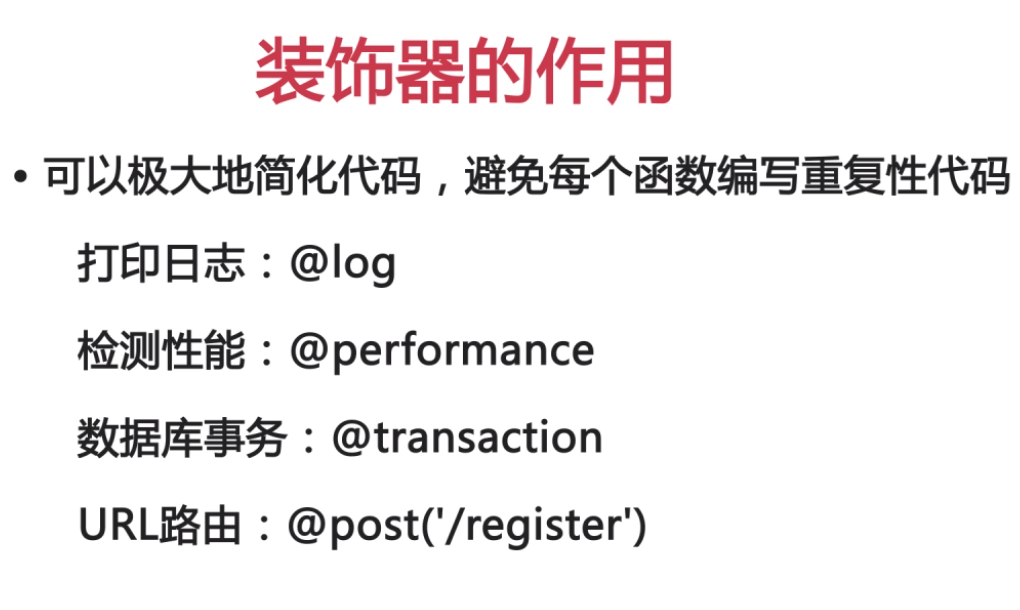 装饰器的作用
• 可以极大地简化代码，避免每个函数编写重复性代码
打印日志：@log
检测性能：@performance
数据库事务：@transaction
URL路由：@post('/register')